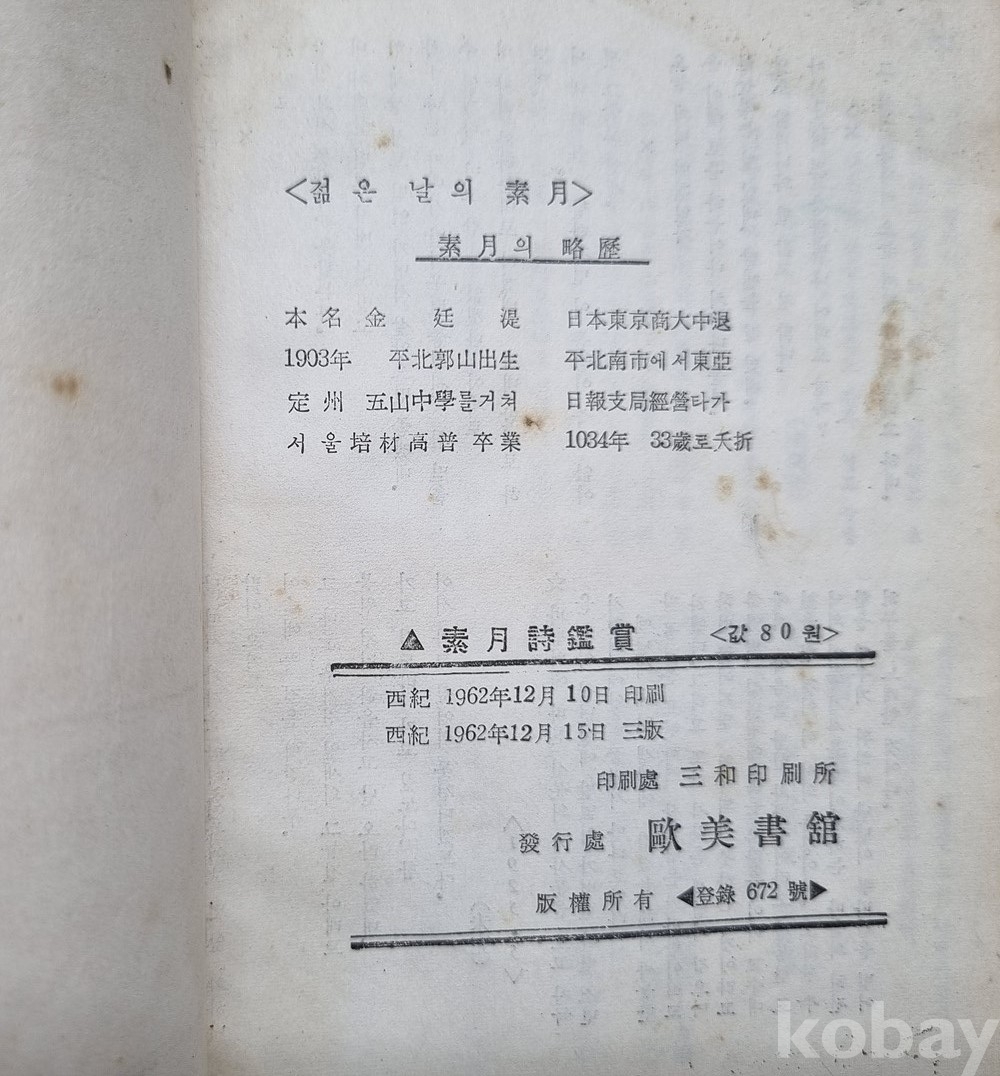 <젊은 날의 素月>
素月의 略歷
本名 金廷湜
1903年 平北郭山出生
定州 五山中學를거쳐
서울培材高普卒業
日本東京商大中退
平北南市에서東亞
日報支局經營타가
1034年 33歲로夭折
▲ 素月詩鑑賞 <값 80원>
西紀 1962年12月10日 印刷
西紀 1962年12月15日 三版
印刷處 三和印刷所
發行處 歐美書館
版權所有 ◀登錄 672號▶
kobay